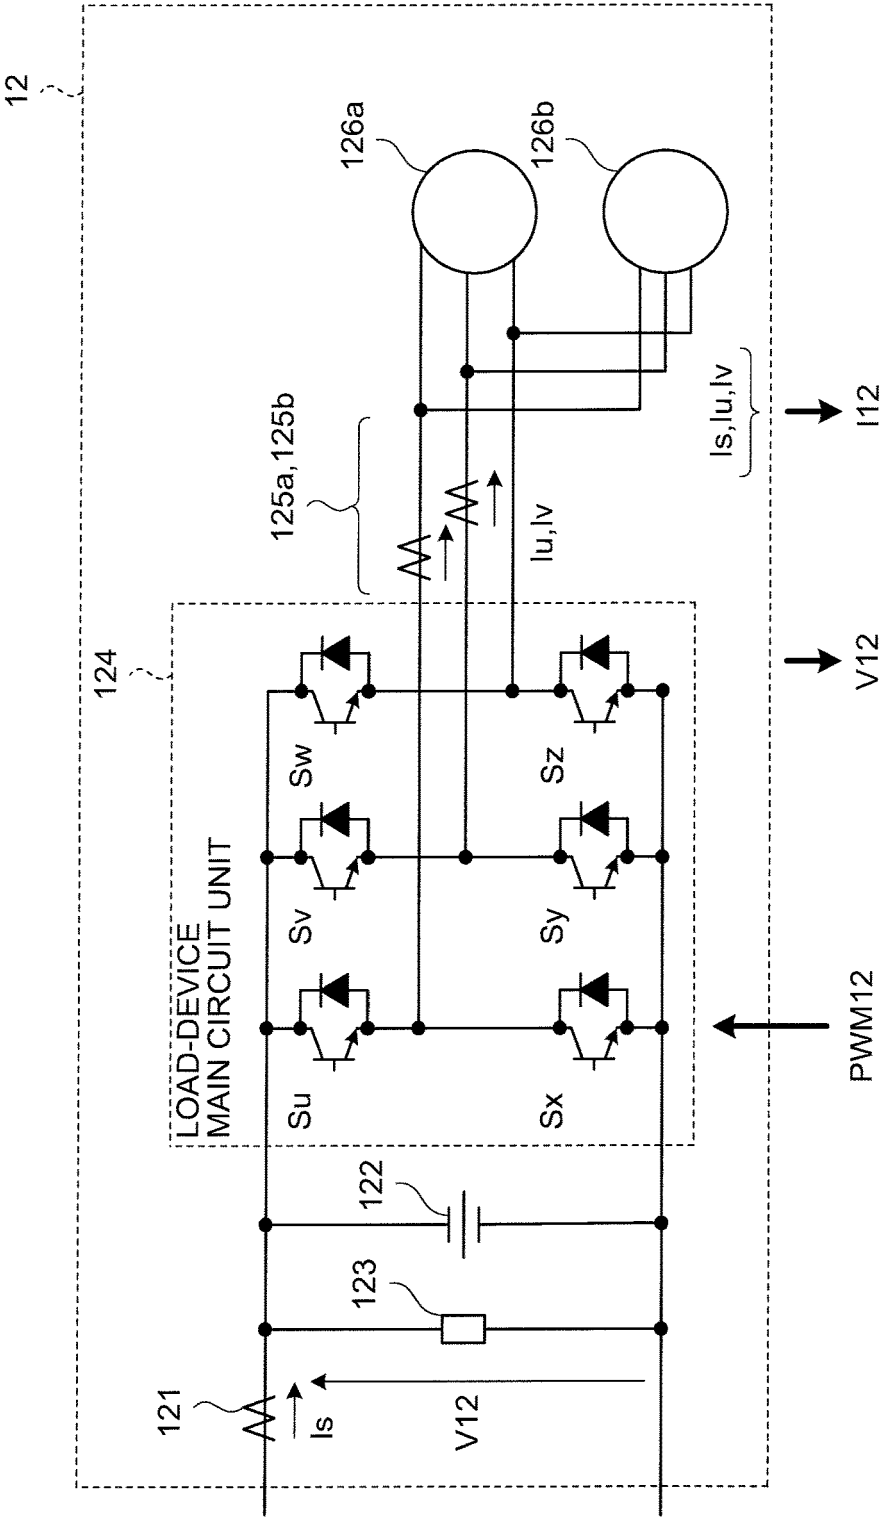 12
LOAD-DEVICE
MAIN CIRCUIT UNIT
124
125a,125b
126a
126b
121
Is
V12
123
122
Su
Sv
Sw
Sx
Sy
Sz
Iu,Iv
Is,Iu,Iv
PWM12
V12
I12